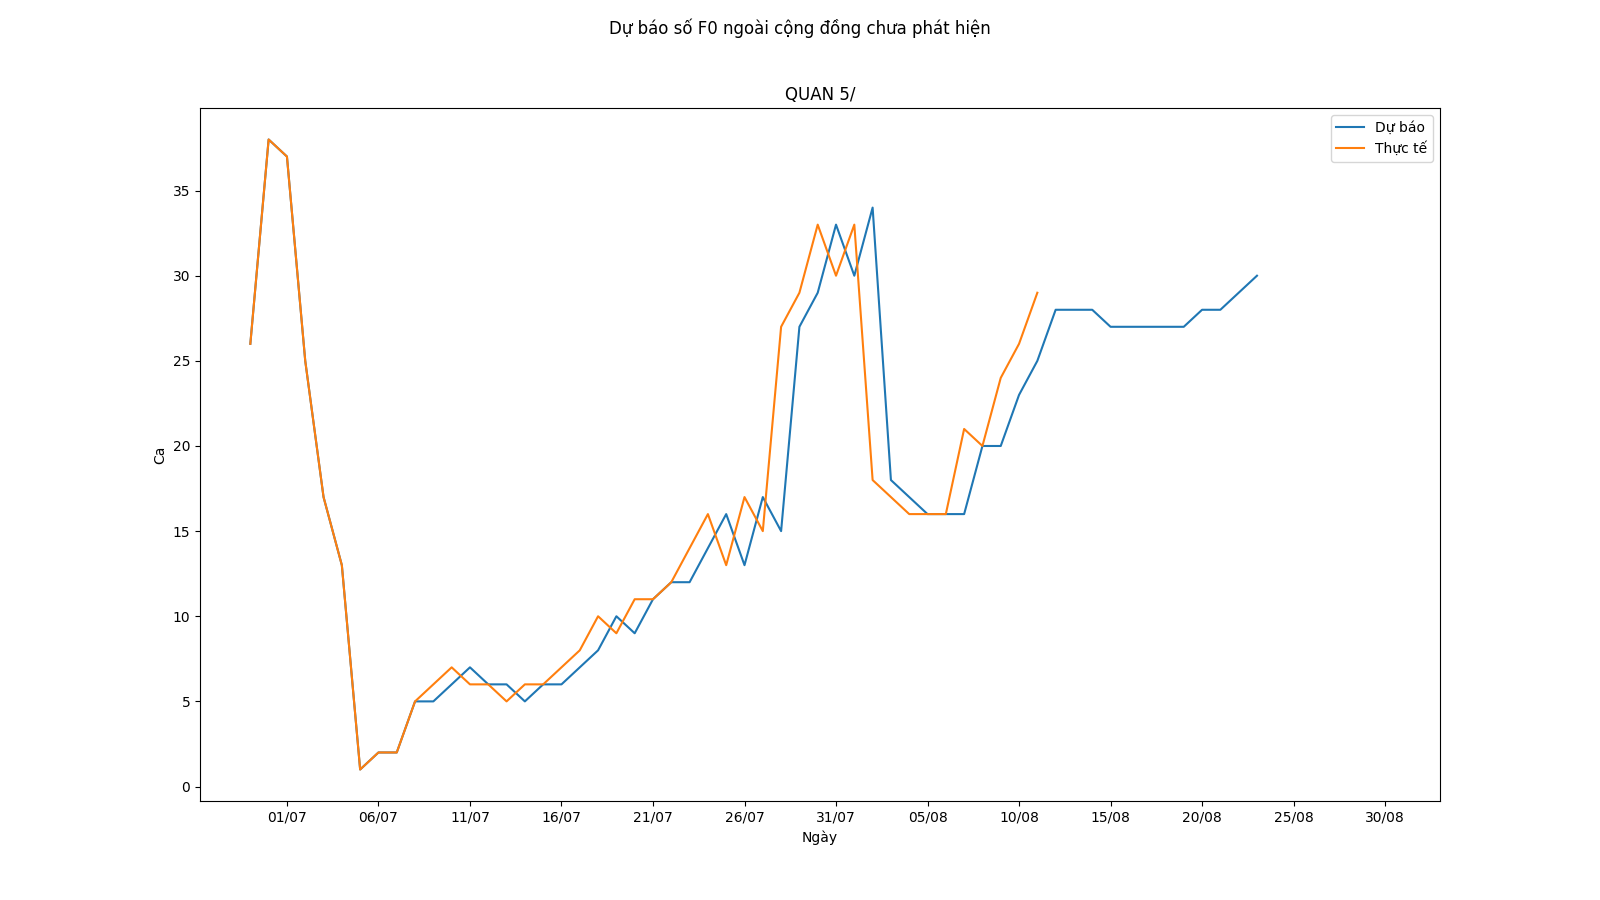 Dự báo số F0 ngoài cộng đồng chưa phát hiện
QUAN 5/
Dự báo
Thực tế
Ca
35
30
25
20
15
10
5
0
01/07 06/07 11/07 16/07 21/07 26/07 31/07 05/08 10/08 15/08 20/08 25/08 30/08
Ngày